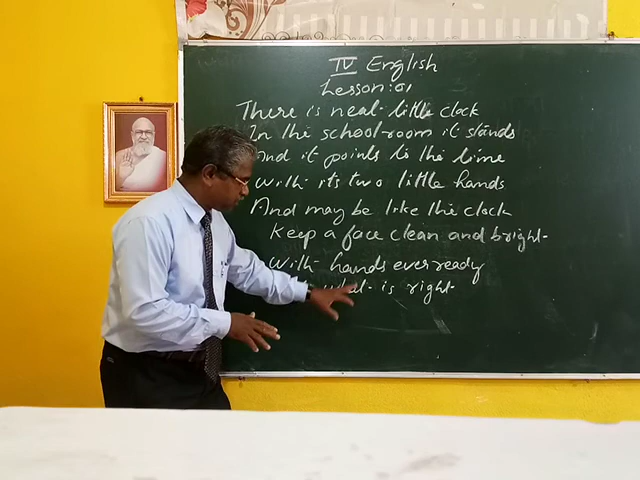 IV English
Lesson: 01
There is neat little clock
In the school-room it stands
And it points to the time
with its two little hands
And may be like the clock
Keep a face clean and bright
With hands ever ready
what is right